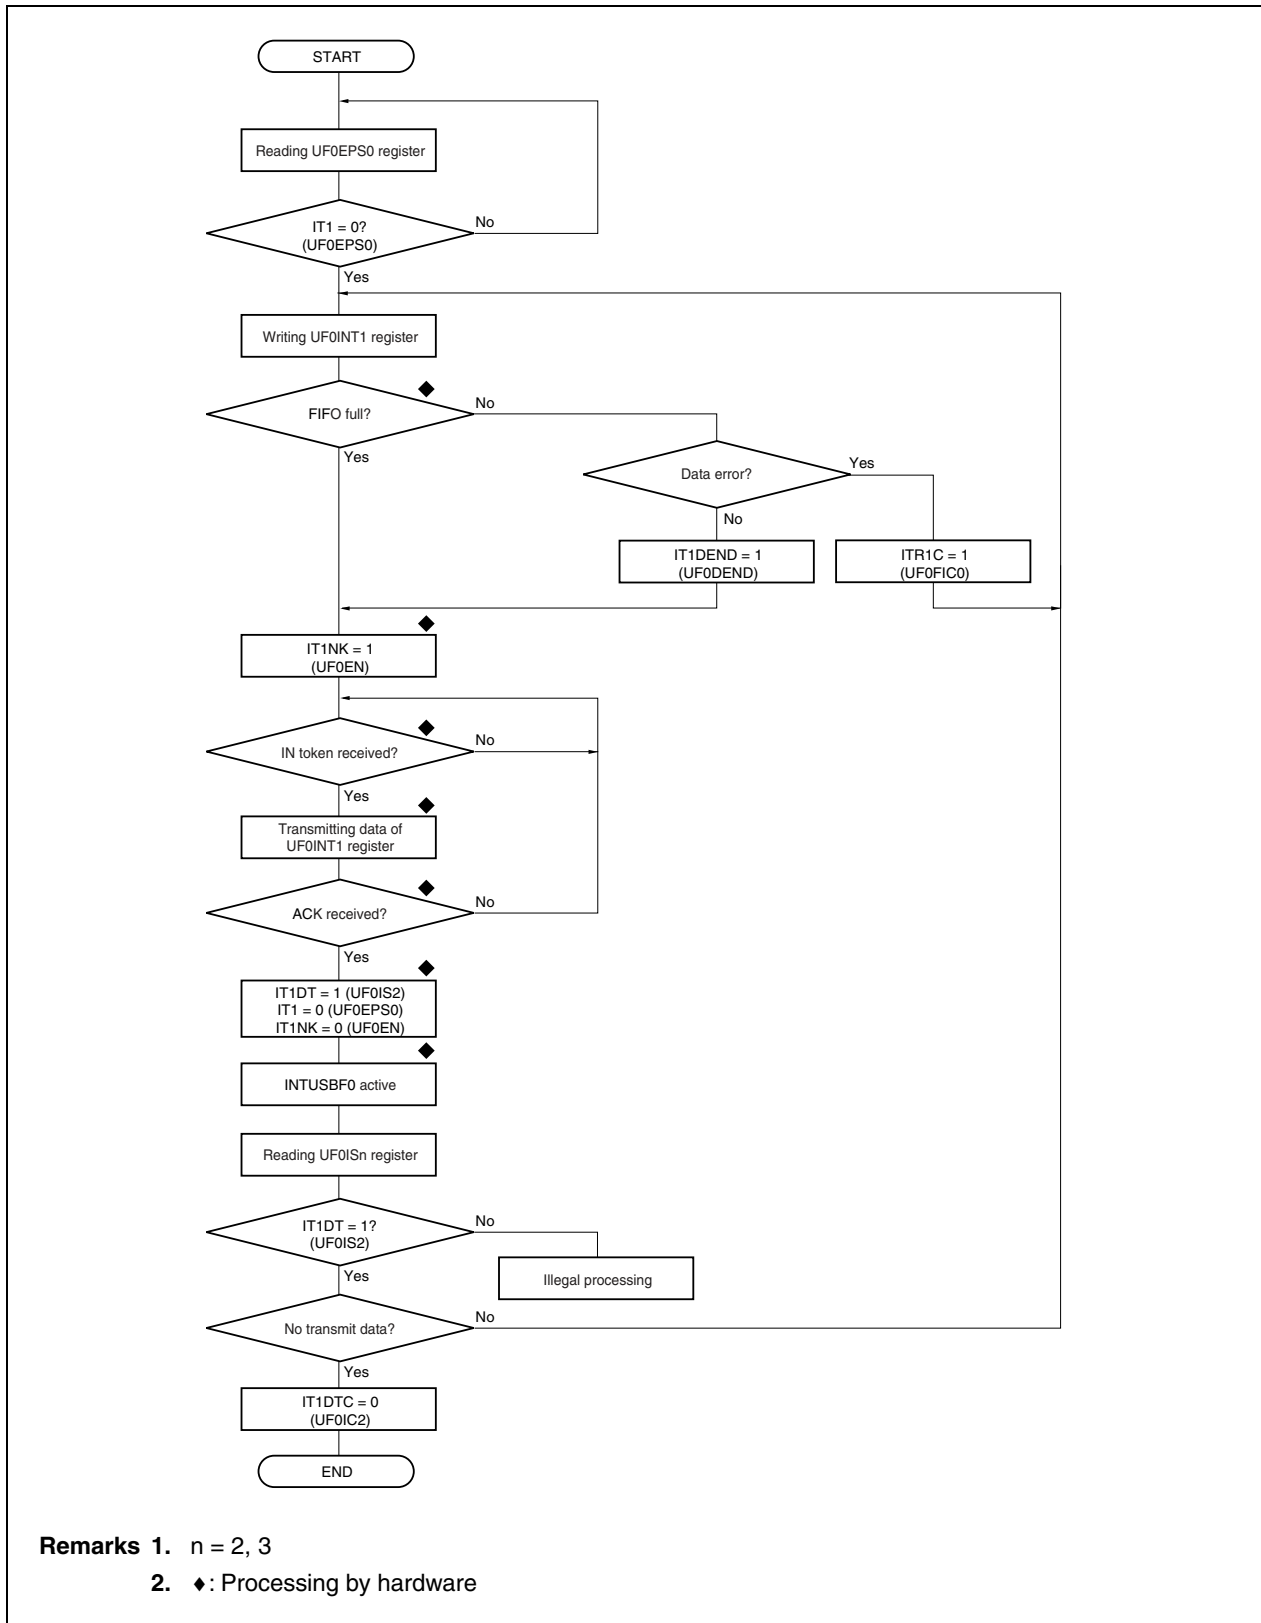 START
Reading UF0EPS0 register
IT1 = 0?
(UF0EPS0)
No
Yes
Writing UF0INT1 register
FIFO full?
No
Yes
Data error?
Yes
No
IT1DEND = 1
(UF0DEND)
ITR1C = 1
(UF0FIC0)
IT1NK = 1
(UF0EN)
IN token received?
No
Yes
Transmitting data of
UF0INT1 register
ACK received?
No
Yes
IT1DT = 1 (UF0IS2)
IT1 = 0 (UF0EPS0)
IT1NK = 0 (UF0EN)
INTUSBF0 active
Reading UF0ISn register
IT1DT = 1?
(UF0IS2)
No
Yes
Illegal processing
No transmit data?
No
Yes
IT1DTC = 0
(UF0IC2)
END
Remarks 1. n = 2, 3
2. ♦: Processing by hardware